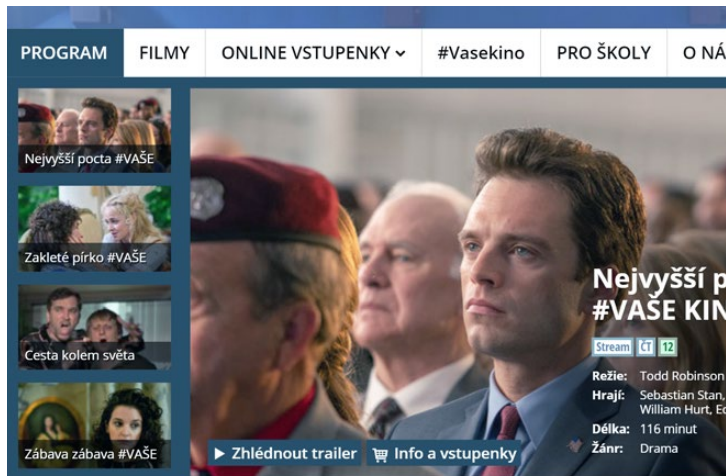 PROGRAM
FILMY
ONLINE VSTUPENKY
#Vasekino
PRO ŠKOLY
O NÁ
Nejvyšší pocta #VAŠE
Zakleté pírko #VAŠE
Cesta kolem světa
Zábava zábava #VAŠE
Nejvyšší p
#VAŠE KIN
Stream ČT 12
Režie: Todd Robinson
Hrají: Sebastian Stan,
William Hurt, Ed
Délka: 116 minut
Žánr: Drama
Zhlédnout trailer
Info a vstupenky